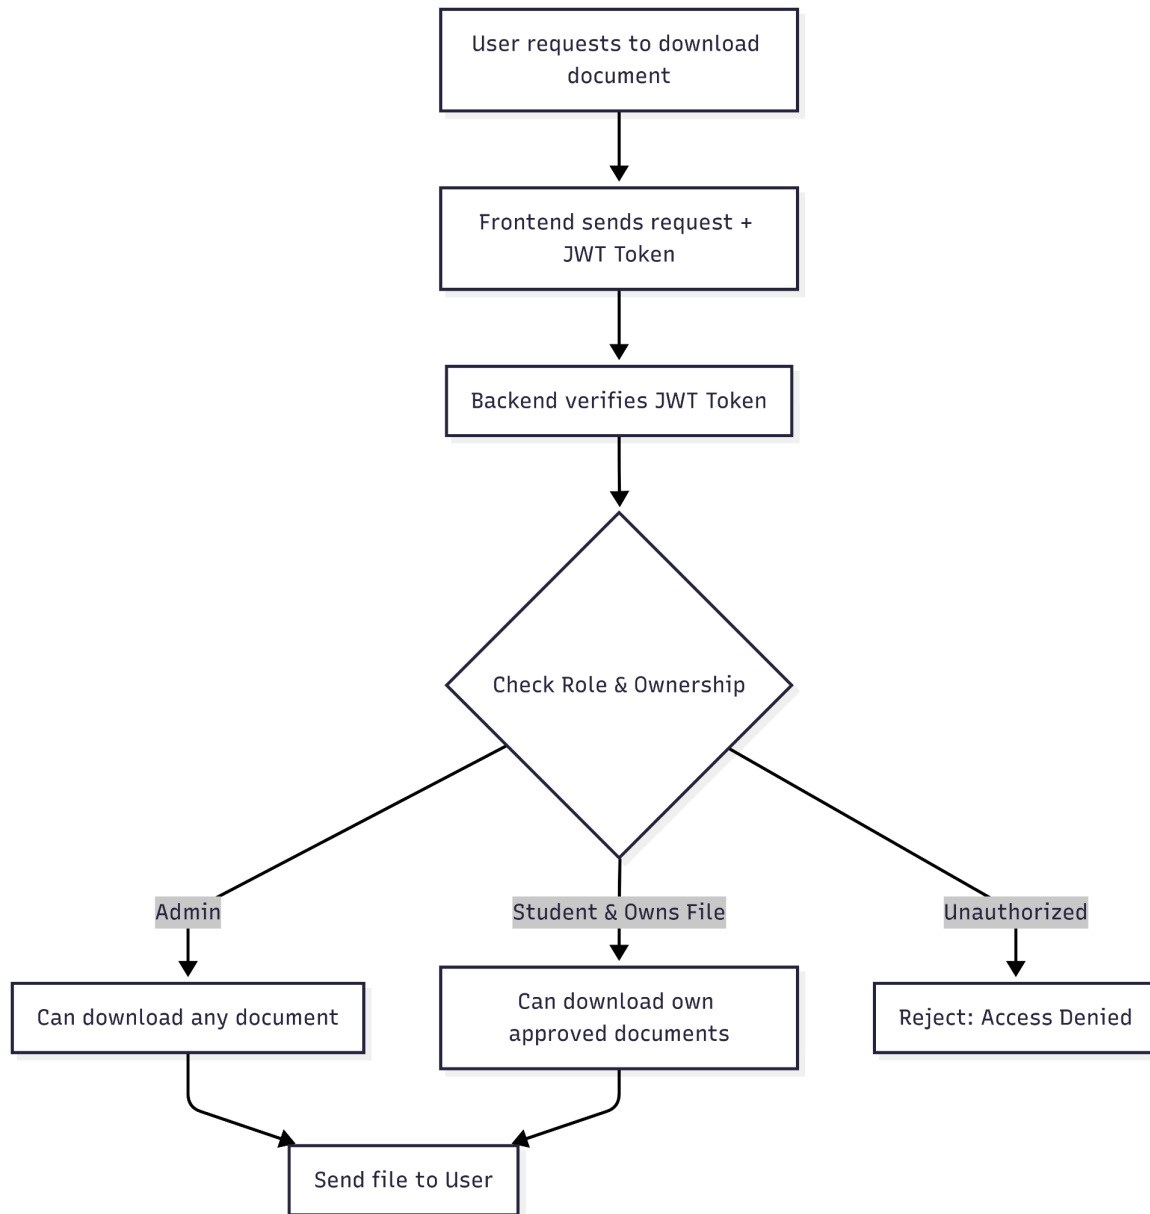 User requests to download
document
Frontend sends request +
JWT Token
Backend verifies JWT Token
Check Role & Ownership
Admin
Student & Owns File
Unauthorized
Can download any document
Can download own
approved documents
Reject: Access Denied
Send file to User